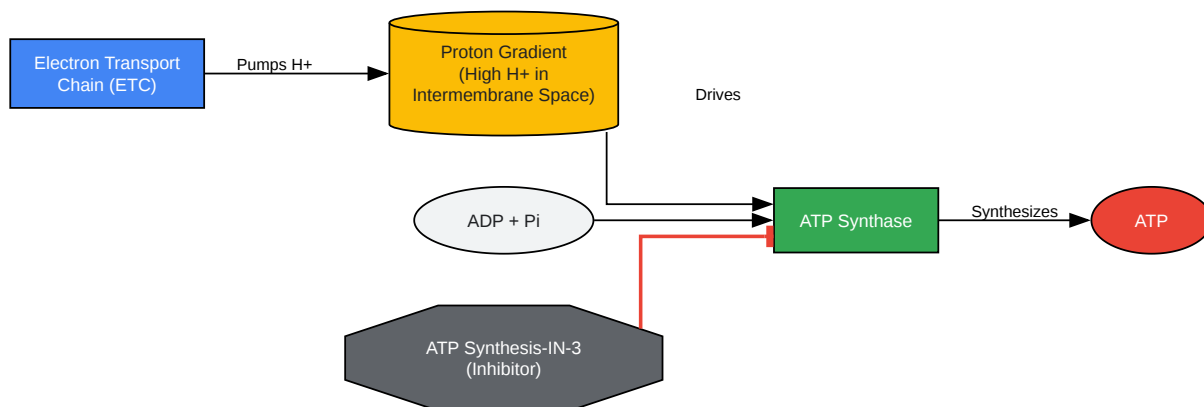 Electron Transport
Chain (ETC)
Pumps H+
Proton Gradient
(High H+ in
Intermembrane Space)
Drives
ADP + Pi
ATP Synthase
Synthesizes
ATP
ATP Synthesis-IN-3
(Inhibitor)